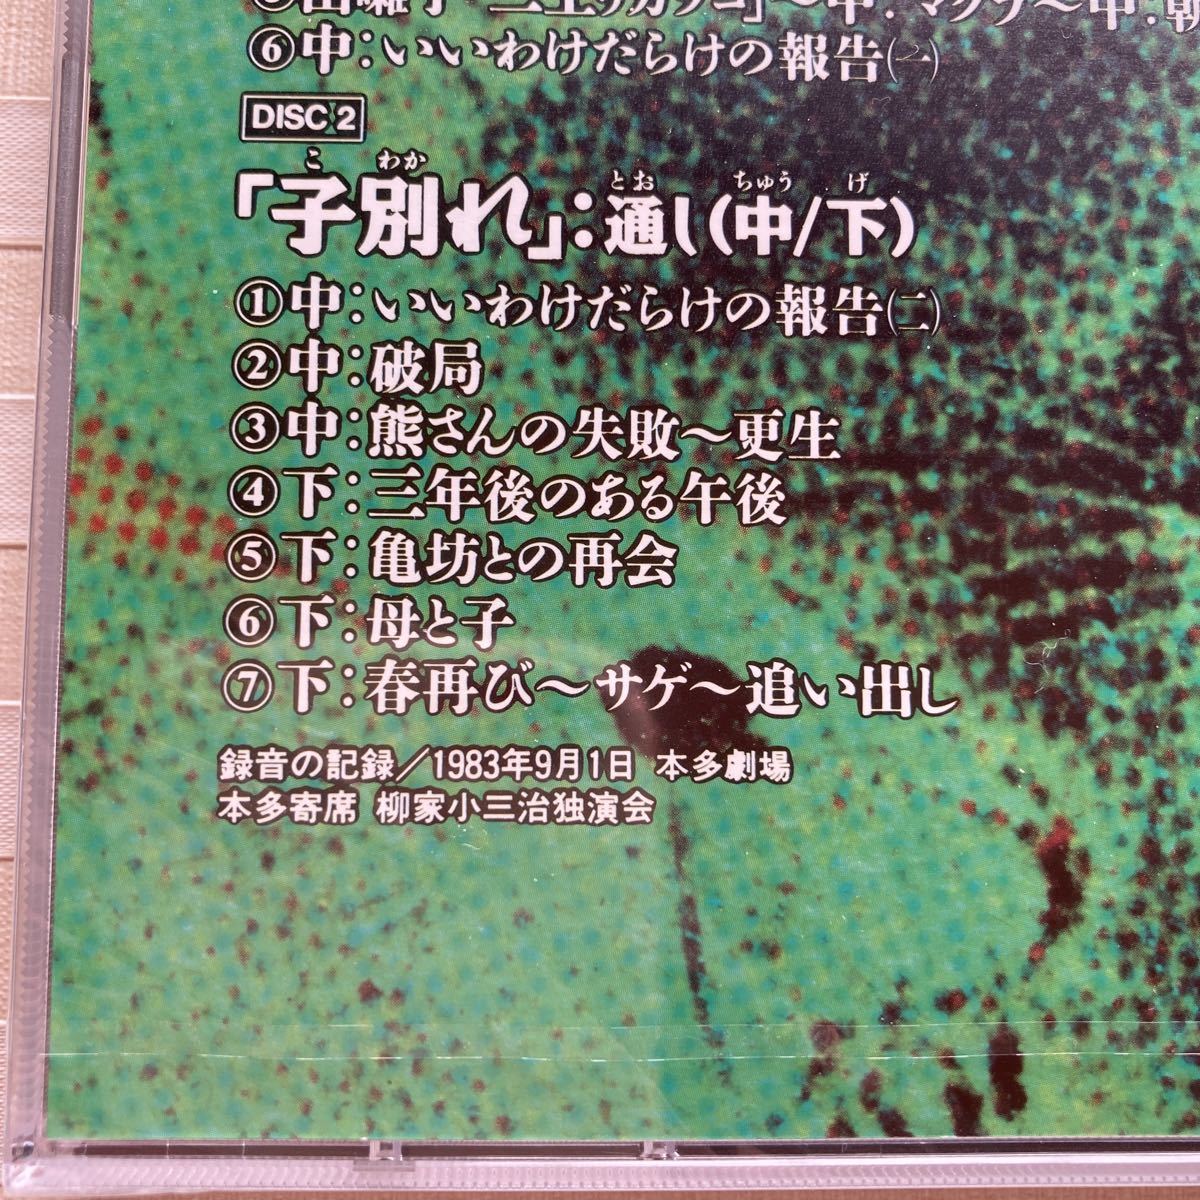 中:マクラ〜中:
⑥中:いいわけだらけの報告㈠
DISC 2
こ わか とお ちゅう げ
「子別れ」:通し(中/下)
①中:いいわけだらけの報告㈡
②中:破局
③中:熊さんの失敗〜更生
④下:三年後のある午後
⑤下:亀坊との再会
⑥下:母と子
⑦下:春再び〜サゲ〜追い出し
録音の記録/1983年9月1日 本多劇場
本多寄席 柳家小三治独演会